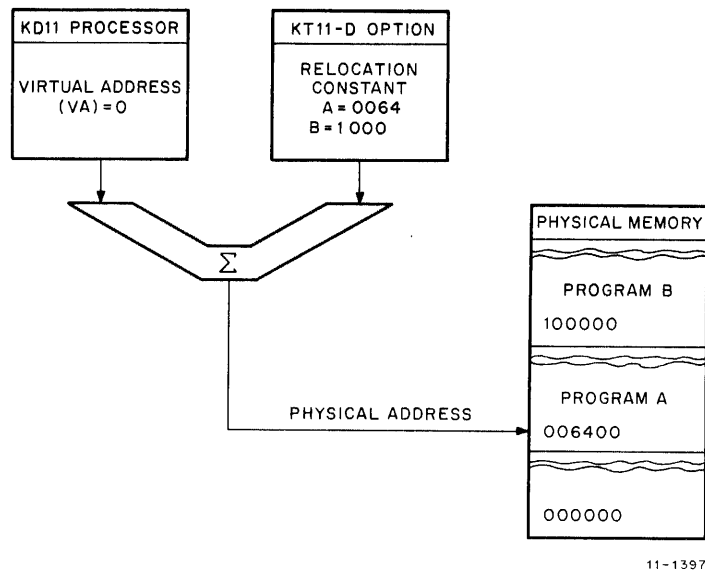 KD11 PROCESSOR
VIRTUAL ADDRESS
(VA)=0
KT11-D OPTION
RELOCATION
CONSTANT
A=0064
B=1000
Σ
PHYSICAL ADDRESS
PHYSICAL MEMORY
PROGRAM B
100000
PROGRAM A
006400
000000
11-1397